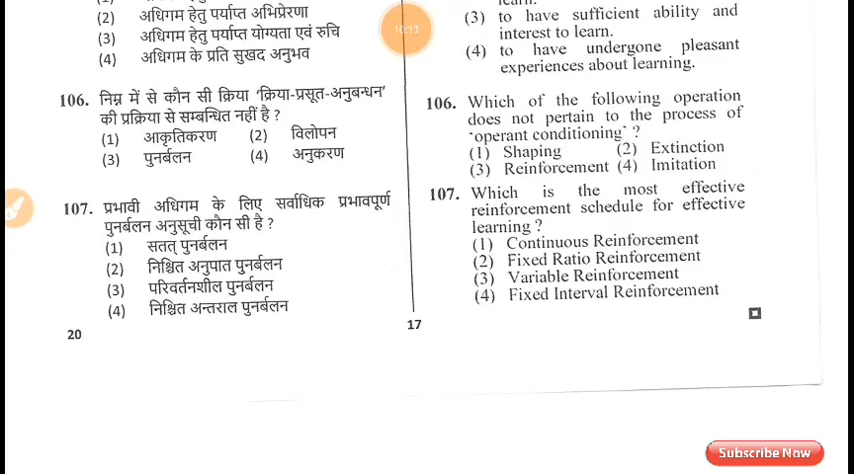 (2) अधिगम हेतु पर्याप्त अभिप्रेरणा
(3) अधिगम हेतु पर्याप्त योग्यता एवं रुचि
(4) अधिगम के प्रति सुखद अनुभव
106. निम्न में से कौन सी क्रिया ‘क्रिया-प्रसूत-अनुबन्धन’
की प्रक्रिया से सम्बन्धित नहीं है ?
(1) आकृतिकरण (2) विलोपन
(3) पुनर्बलन (4) अनुकरण
107. प्रभावी अधिगम के लिए सर्वाधिक प्रभावपूर्ण
पुनर्बलन अनुसूची कौन सी है ?
(1) सतत् पुनर्बलन
(2) निश्चित अनुपात पुनर्बलन
(3) परिवर्तनशील पुनर्बलन
(4) निश्चित अन्तराल पुनर्बलन
20
10:17
learn.
(3) to have sufficient ability and
interest to learn.
(4) to have undergone pleasant
experiences about learning.
106. Which of the following operation
does not pertain to the process of
‘operant conditioning’ ?
(1) Shaping (2) Extinction
(3) Reinforcement (4) Imitation
107. Which is the most effective
reinforcement schedule for effective
learning ?
(1) Continuous Reinforcement
(2) Fixed Ratio Reinforcement
(3) Variable Reinforcement
(4) Fixed Interval Reinforcement
17
Subscribe Now